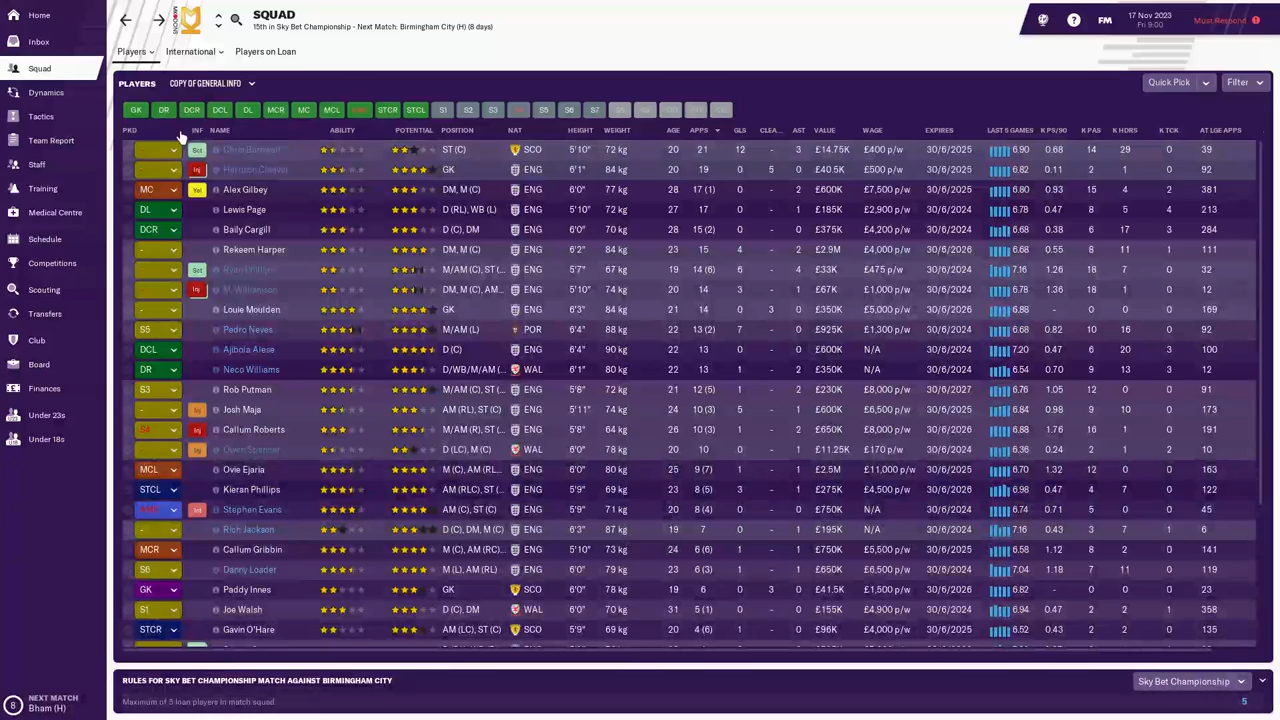 Home
Inbox
Squad
Dynamics
Tactics
Team Report
Staff
Training
Medical Centre
Schedule
Competitions
Scouting
Transfers
Club
Board
Finances
Under 23s
Under 18s
8 NEXT MATCH
Bham (H)
SQUAD
15th in Sky Bet Championship - Next Match: Birmingham City (H) (8 days)
FM 17 Nov 2023 Must Respond
Fri 9:00
Players International Players on Loan
PLAYERS COPY OF GENERAL INFO Quick Pick Filter
GK DR DCR DCL DL MCR MC MCL STCR STCL S1 S2 S3 S5 S6 S7
PKD INF NAME ABILITY POTENTIAL POSITION NAT HEIGHT WEIGHT AGE APPS GLS CLEA... AST VALUE WAGE EXPIRES LAST 5 GAMES K PS/90 K PAS K HDRS K TCK AT LGE APPS
- Sct ST (C) SCO 5'10" 72 kg 20 21 12 - 3 £14.75K £400 p/w 30/6/2025 6.90 0.68 14 29 0 39
- Inj Harrison Cleaver GK ENG 6'1" 84 kg 20 19 0 5 0 £40.5K £500 p/w 30/6/2025 6.82 0.11 2 1 0 92
MC Yel Alex Gilbey DM, M (C) ENG 6'0" 77 kg 28 17 (1) 0 - 2 £600K £7,500 p/w 30/6/2025 6.80 0.93 15 4 2 381
DL Lewis Page D (RL), WB (L) ENG 5'10" 72 kg 27 17 0 - 1 £185K £2,900 p/w 30/6/2024 6.78 0.47 8 5 4 213
DCR Baily Cargill D (C), DM ENG 6'0" 70 kg 28 15 (2) 0 - 0 £375K £4,200 p/w 30/6/2024 6.68 0.38 6 17 3 284
- Rekeem Harper DM, M (C) ENG 6'2" 84 kg 23 15 4 - 0 £2.9M £4,000 p/w 30/6/2026 6.68 0.55 8 11 1 111
- Sct Ryan Phillips M/AM (C), ST (... ENG 5'7" 67 kg 19 14 (6) 6 - 4 £33K £475 p/w 30/6/2024 7.16 1.26 18 7 0 32
- Inj M. Williamson DM, M (C), AM... ENG 5'10" 74 kg 20 14 3 - 2 £67K £1,000 p/w 30/6/2024 6.78 1.36 18 1 0 12
- Louie Moulden GK ENG 6'3" 84 kg 21 14 0 3 0 £350K £5,000 p/w 30/6/2026 6.88 - 0 0 0 169
S5 Pedro Neves M/AM (L) POR 6'4" 88 kg 22 13 (2) 7 - 0 £925K £1,300 p/w 30/6/2024 6.68 0.82 10 16 0 92
DCL Ajibola Alese D (C) ENG 6'4" 90 kg 22 13 0 - 1 £600K N/A 30/6/2024 7.20 0.47 6 20 3 100
DR Neco Williams D/WB/M/AM (... WAL 6'1" 80 kg 22 13 1 - 2 £350K N/A 30/6/2024 6.54 0.70 9 13 3 12
S3 Rob Putman M/AM (C), ST (... ENG 5'8" 72 kg 21 12 (5) 1 - 2 £230K £8,000 p/w 30/6/2027 6.76 1.05 12 0 0 91
- Inj Josh Maja AM (RL), ST (C) ENG 5'11" 74 kg 24 10 (3) 5 - 1 £600K £6,500 p/w 30/6/2025 6.84 0.98 9 10 0 173
S4 Inj Callum Roberts M/AM (R), ST (... ENG 5'8" 64 kg 26 10 (3) 1 - 1 £650K £8,000 p/w 30/6/2026 6.68 1.76 16 1 0 191
- Inj Owen Spencer D (LC), M (C) WAL 6'0" 78 kg 20 10 0 - 0 £11.25K £170 p/w 30/6/2024 6.36 0.24 2 1 2 10
MCL Ovie Ejaria M (C), AM (RL... ENG 6'0" 80 kg 25 9 (7) 1 - 1 £2.5M £11,000 p/w 30/6/2024 6.70 1.32 12 0 0 163
STCL Kieran Phillips AM (RLC), ST (... ENG 5'9" 69 kg 23 8 (5) 3 - 1 £275K £4,500 p/w 30/6/2026 6.98 0.47 4 7 0 122
Inj Stephen Evans AM (C), ST (C) ENG 5'9" 71 kg 20 8 (4) 0 - 0 £750K N/A 30/6/2024 6.74 0.71 5 0 0 45
- Rich Jackson D (C), DM, M (C) ENG 6'3" 87 kg 19 7 0 - 1 £195K N/A 30/6/2024 7.16 0.43 3 7 1 6
MCR Callum Gribbin M (C), AM (RC)... ENG 5'10" 73 kg 24 6 (6) 1 - 1 £750K £5,500 p/w 30/6/2025 6.58 1.12 8 2 0 141
S6 Danny Loader M (L), AM (RL) ENG 6'0" 79 kg 23 6 (3) 1 - 1 £650K £6,500 p/w 30/6/2024 7.04 1.18 7 11 0 119
GK Paddy Innes GK SCO 6'0" 78 kg 19 6 0 3 0 £41.5K £700 p/w 30/6/2026 6.82 - 0 0 0 23
S1 Joe Walsh D (C), DM WAL 6'0" 70 kg 31 5 (1) 0 - 0 £155K £4,900 p/w 30/6/2024 6.94 0.47 2 2 1 358
STCR Gavin O'Hare AM (LC), ST (C) SCO 5'9" 69 kg 20 4 (6) 1 - 0 £96K £4,000 p/w 30/6/2024 6.52 0.43 2 2 0 135
RULES FOR SKY BET CHAMPIONSHIP MATCH AGAINST BIRMINGHAM CITY Sky Bet Championship
Maximum of 5 loan players in match squad. 5